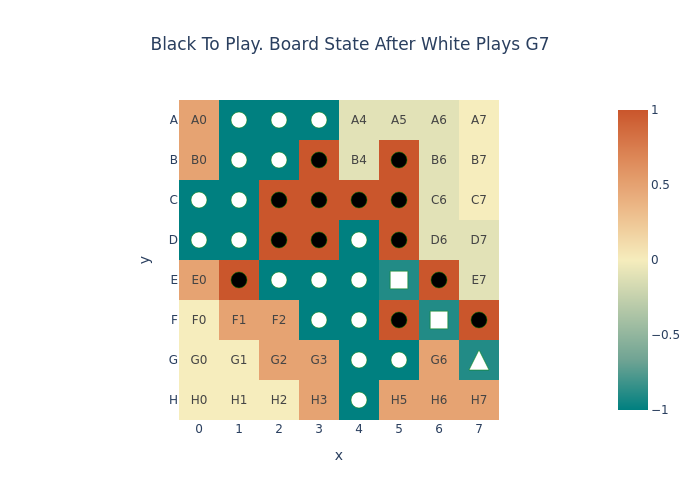 Black To Play. Board State After White Plays G7
A A0 A4 A5 A6 A7
B B0 B4 B6 B7
C C6 C7
D D6 D7
E E0 E7
F F0 F1 F2
G G0 G1 G2 G3 G6
H H0 H1 H2 H3 H5 H6 H7
0 1 2 3 4 5 6 7
x
y
1
0.5
0
−0.5
−1